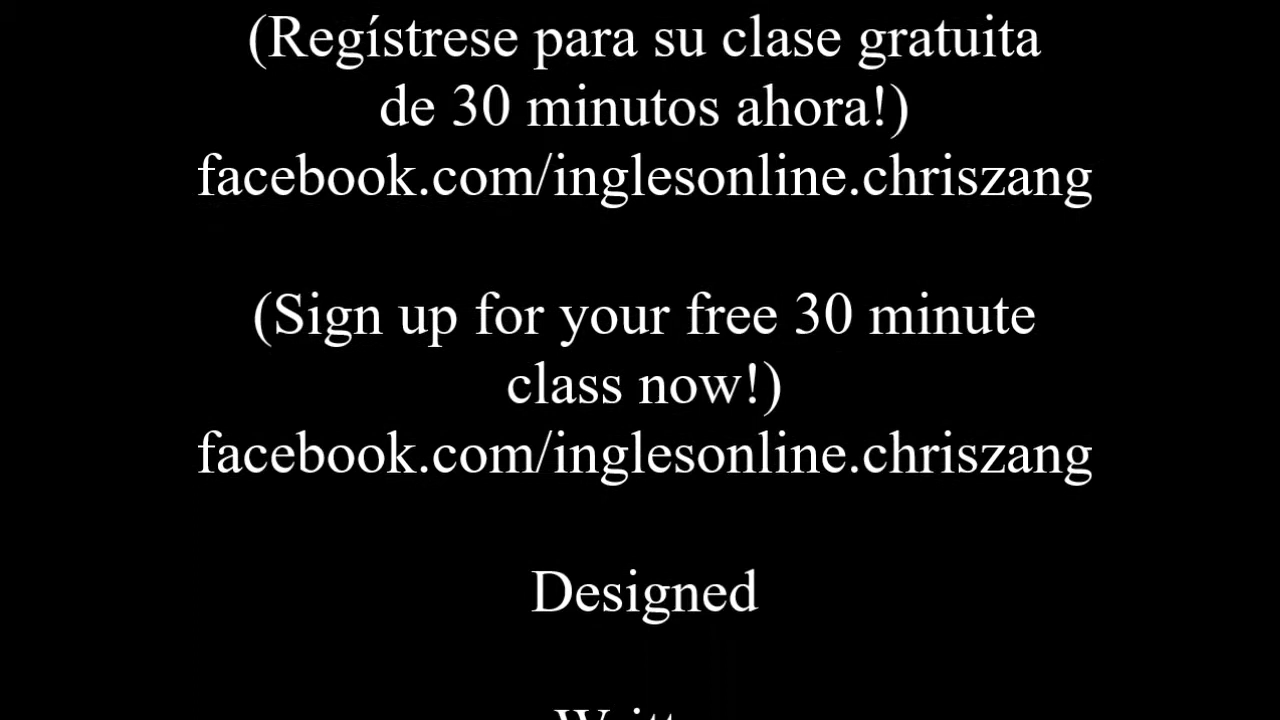 (Regístrese para su clase gratuita
de 30 minutos ahora!)
facebook.com/inglesonline.chriszang
(Sign up for your free 30 minute
class now!)
facebook.com/inglesonline.chriszang
Designed